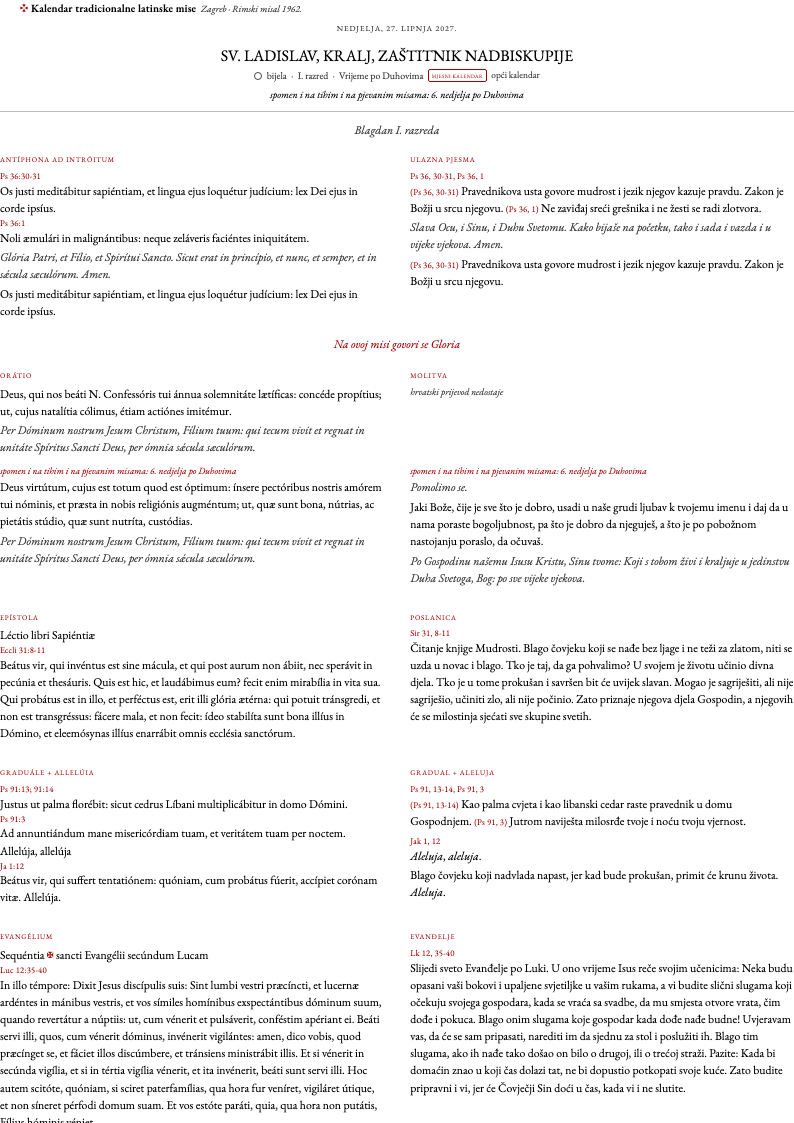 ✤ Kalendar tradicionalne latinske mise Zagreb · Rimski misal 1962.
NEDJELJA, 27. LIPNJA 2027.
SV. LADISLAV, KRALJ, ZAŠTITNIK NADBISKUPIJE
bijela · I. razred · Vrijeme po Duhovima MJESNI KALENDAR opći kalendar
spomen i na tihim i na pjevanim misama: 6. nedjelja po Duhovima
Blagdan I. razreda
ANTÍPHONA AD INTRÓITUM
Ps 36:30-31
Os justi meditábitur sapiéntiam, et lingua ejus loquétur judícium: lex Dei ejus in
corde ipsíus.
Ps 36:1
Noli æmulári in malignántibus: neque zeláveris faciéntes iniquitátem.
Glória Patri, et Fílio, et Spirítui Sancto. Sicut erat in princípio, et nunc, et semper, et in
sǽcula sæculórum. Amen.
Os justi meditábitur sapiéntiam, et lingua ejus loquétur judícium: lex Dei ejus in
corde ipsíus.
ULAZNA PJESMA
Ps 36, 30-31, Ps 36, 1
(Ps 36, 30-31) Pravednikova usta govore mudrost i jezik njegov kazuje pravdu. Zakon je
Božji u srcu njegovu. (Ps 36, 1) Ne zaviđaj sreći grešnika i ne žesti se radi zlotvora.
Slava Ocu, i Sinu, i Duhu Svetomu. Kako bijaše na početku, tako i sada i vazda i u
vijeke vjekova. Amen.
(Ps 36, 30-31) Pravednikova usta govore mudrost i jezik njegov kazuje pravdu. Zakon je
Božji u srcu njegovu.
Na ovoj misi govori se Gloria
ORÁTIO
Deus, qui nos beáti N. Confessóris tui ánnua solemnitáte lætíficas: concéde propítius;
ut, cujus natalítia cólimus, étiam actiónes imitémur.
Per Dóminum nostrum Jesum Christum, Fílium tuum: qui tecum vivit et regnat in
unitáte Spíritus Sancti Deus, per ómnia sǽcula sæculórum.
MOLITVA
hrvatski prijevod nedostaje
spomen i na tihim i na pjevanim misama: 6. nedjelja po Duhovima
Deus virtútum, cujus est totum quod est óptimum: ínsere pectóribus nostris amórem
tui nóminis, et præsta in nobis religiónis augméntum; ut, quæ sunt bona, nútrias, ac
pietátis stúdio, quæ sunt nutríta, custódias.
Per Dóminum nostrum Jesum Christum, Fílium tuum: qui tecum vivit et regnat in
unitáte Spíritus Sancti Deus, per ómnia sǽcula sæculórum.
spomen i na tihim i na pjevanim misama: 6. nedjelja po Duhovima
Pomolimo se.
Jaki Bože, čije je sve što je dobro, usadi u naše grudi ljubav k tvojemu imenu i daj da u
nama poraste bogoljubnost, pa što je dobro da njeguješ, a što je po pobožnom
nastojanju poraslo, da očuvaš.
Po Gospodinu našemu Isusu Kristu, Sinu tvome: Koji s tobom živi i kraljuje u jedinstvu
Duha Svetoga, Bog: po sve vijeke vjekova.
EPÍSTOLA
Léctio libri Sapiéntiæ
Eccli 31:8-11
Beátus vir, qui invéntus est sine mácula, et qui post aurum non ábiit, nec sperávit in
pecúnia et thesáuris. Quis est hic, et laudábimus eum? fecit enim mirabília in vita sua.
Qui probátus est in illo, et perféctus est, erit illi glória ætérna: qui potuit tránsgredi, et
non est transgréssus: fácere mala, et non fecit: ídeo stabilíta sunt bona illíus in
Dómino, et eleemósynas illíus enarrábit omnis ecclésia sanctórum.
POSLANICA
Sir 31, 8-11
Čitanje knjige Mudrosti. Blago čovjeku koji se nađe bez ljage i ne teži za zlatom, niti se
uzda u novac i blago. Tko je taj, da ga pohvalimo? U svojem je životu učinio divna
djela. Tko je u tome prokušan i savršen bit će uvijek slavan. Mogao je sagriješiti, ali nije
sagriješio, učiniti zlo, ali nije počinio. Zato priznaje njegova djela Gospodin, a njegovih
će se milostinja sjećati sve skupine svetih.
GRADUÁLE + ALLELÚIA
Ps 91:13; 91:14
Justus ut palma florébit: sicut cedrus Líbani multiplicábitur in domo Dómini.
Ps 91:3
Ad annuntiándum mane misericórdiam tuam, et veritátem tuam per noctem.
Allelúja, allelúja
Ja 1:12
Beátus vir, qui suffert tentatiónem: quóniam, cum probátus fúerit, accípiet corónam
vitæ. Allelúja.
GRADUAL + ALELUJA
Ps 91, 13-14, Ps 91, 3
(Ps 91, 13-14) Kao palma cvjeta i kao libanski cedar raste pravednik u domu
Gospodnjem. (Ps 91, 3) Jutrom naviješta milosrđe tvoje i noću tvoju vjernost.
Jak 1, 12
Aleluja, aleluja.
Blago čovjeku koji nadvlada napast, jer kad bude prokušan, primit će krunu života.
Aleluja.
EVANGÉLIUM
Sequéntia ✠ sancti Evangélii secúndum Lucam
Luc 12:35-40
In illo témpore: Dixit Jesus discípulis suis: Sint lumbi vestri præcíncti, et lucernæ
ardéntes in mánibus vestris, et vos símiles homínibus exspectántibus dóminum suum,
quando revertátur a núptiis: ut, cum vénerit et pulsáverit, conféstim apériant ei. Beáti
servi illi, quos, cum vénerit dóminus, invénerit vigilántes: amen, dico vobis, quod
præcínget se, et fáciet illos discúmbere, et tránsiens ministrábit illis. Et si vénerit in
secúnda vigília, et si in tértia vigília vénerit, et ita invénerit, beáti sunt servi illi. Hoc
autem scitóte, quóniam, si sciret paterfamílias, qua hora fur veníret, vigiláret útique,
et non síneret pérfodi domum suam. Et vos estóte paráti, quia, qua hora non putátis,
Fílius hóminis véniet.
EVANĐELJE
Lk 12, 35-40
Slijedi sveto Evanđelje po Luki. U ono vrijeme Isus reče svojim učenicima: Neka budu
opasani vaši bokovi i upaljene svjetiljke u vašim rukama, a vi budite slični slugama koji
očekuju svojega gospodara, kada se vraća sa svadbe, da mu smjesta otvore vrata, čim
dođe i pokuca. Blago onim slugama koje gospodar kada dođe nađe budne! Uvjeravam
vas, da će se sam pripasati, narediti im da sjednu za stol i poslužiti ih. Blago tim
slugama, ako ih nađe tako došao on bilo o drugoj, ili o trećoj straži. Pazite: Kada bi
domaćin znao u koji čas dolazi tat, ne bi dopustio potkopati svoje kuće. Zato budite
pripravni i vi, jer će Čovječji Sin doći u čas, kada vi i ne slutite.